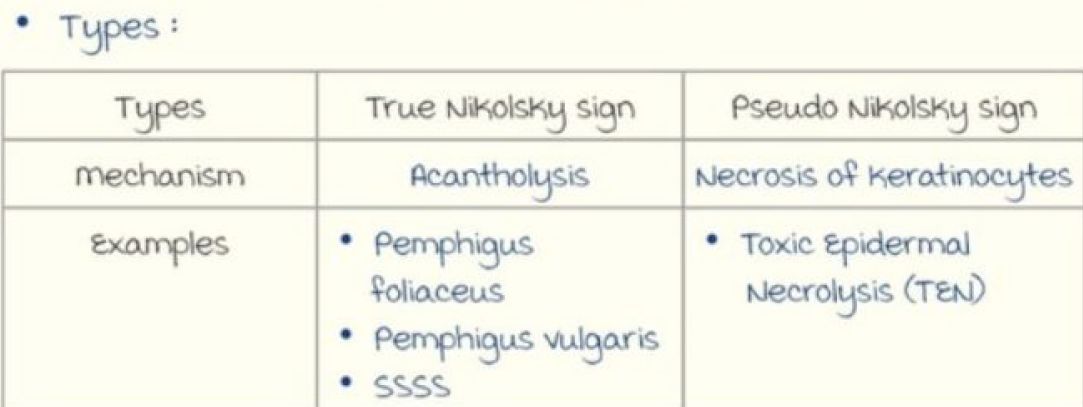 • Types :
Types True Nikolsky sign Pseudo Nikolsky sign
Mechanism Acantholysis Necrosis of keratinocytes
Examples • Pemphigus • Toxic Epidermal
foliaceus Necrolysis (TEN)
• Pemphigus vulgaris
• SSSS